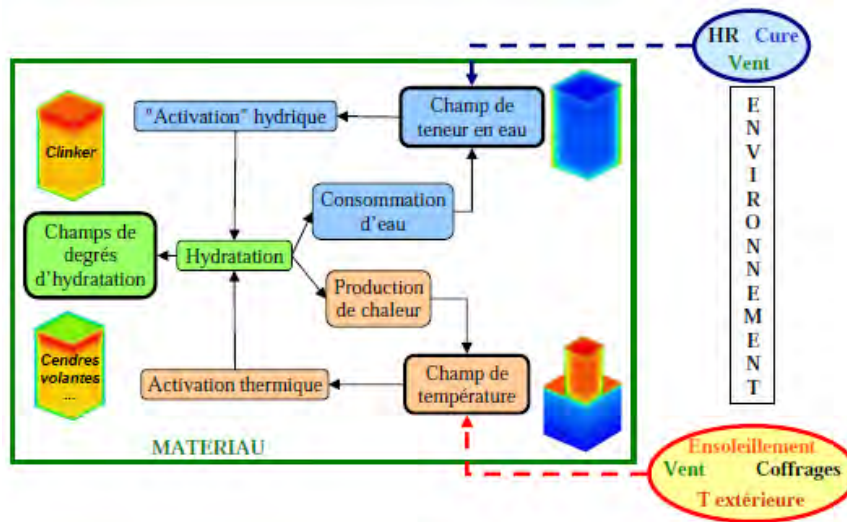 HR Cure
Vent
"Activation" hydrique
Champ de
teneur en eau
Clinker
Consommation
d'eau
Champs de
degrés
d'hydratation
Hydratation
Production
de chaleur
Cendres
volantes
...
Activation thermique
Champ de
température
MATERIAU
ENVIRONNEMENT
Ensoleillement
Vent Coffrages
T extérieure